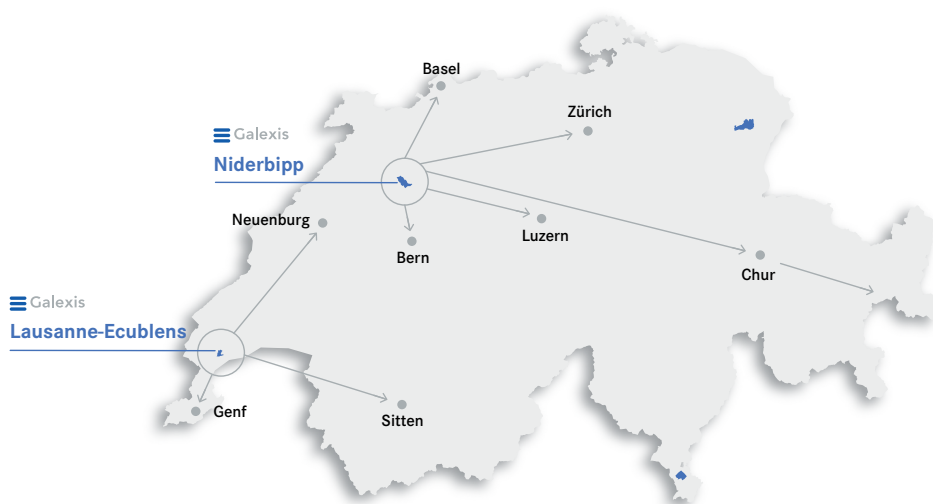 Basel
Zürich
Galexis
Niderbipp
Neuenburg
Luzern
Bern
Chur
Galexis
Lausanne-Ecublens
Genf
Sitten